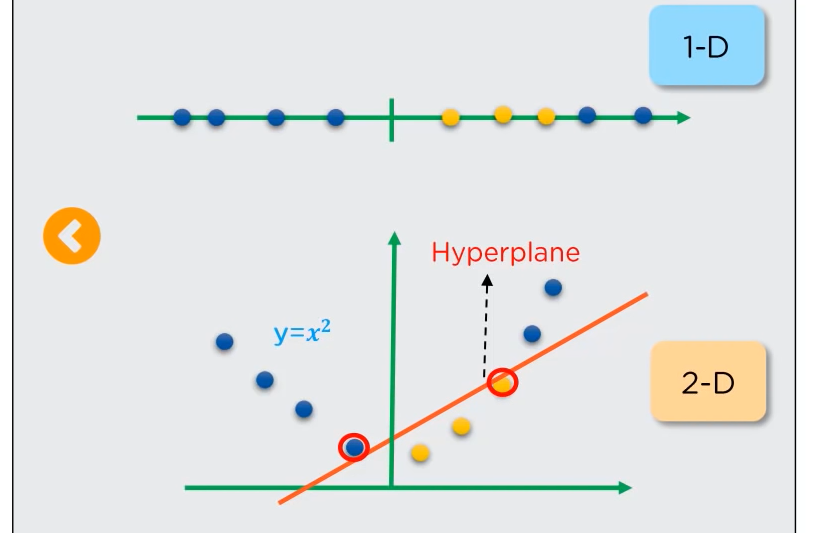 1-D
Hyperplane
y=x²
2-D